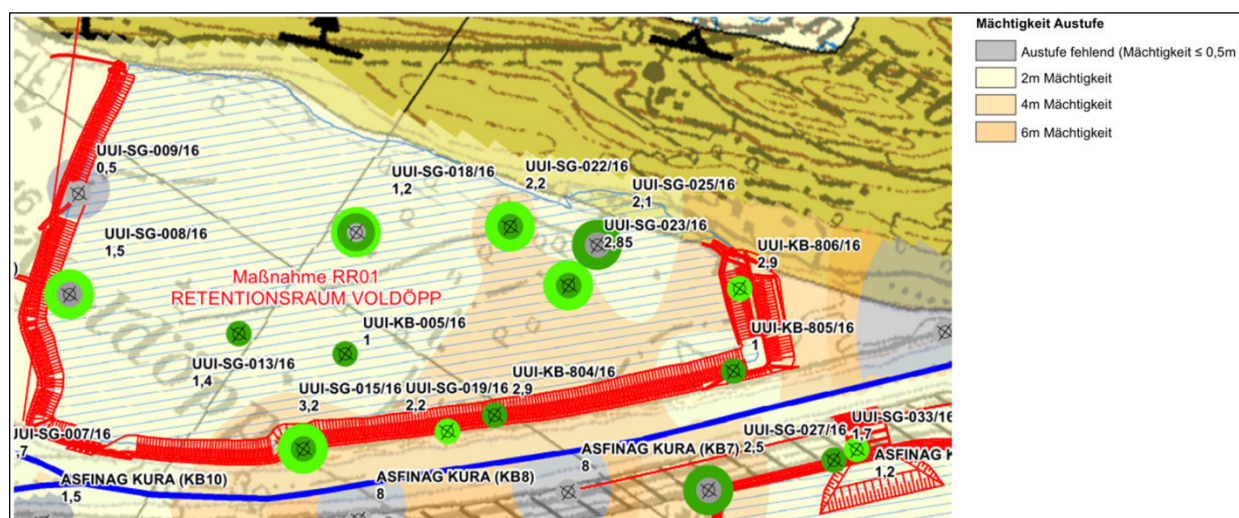 Mächtigkeit Austufe
Austufe fehlend (Mächtigkeit ≤ 0,5m
2m Mächtigkeit
4m Mächtigkeit
6m Mächtigkeit
UUI-SG-009/16
0,5
UUI-SG-018/16
1,2
UUI-SG-022/16
2,2
UUI-SG-025/16
2,1
UUI-SG-023/16
2,85
UUI-SG-008/16
1,5
UUI-KB-806/16
2,9
Maßnahme RR01
RETENTIONSRAUM VOLDÖPP
UUI-KB-005/16
1
UUI-KB-805/16
1
UUI-SG-013/16
1,4
UUI-KB-804/16
2,9
UUI-SG-015/16
3,2
UUI-SG-019/16
2,2
UUI-SG-007/16
,7
UUI-SG-033/16
1,7
UUI-SG-027/16
2,5
ASFINAG KURA (KB7)
8
ASFINAG K
1,2
ASFINAG KURA (KB10)
1,5
ASFINAG KURA (KB8)
8